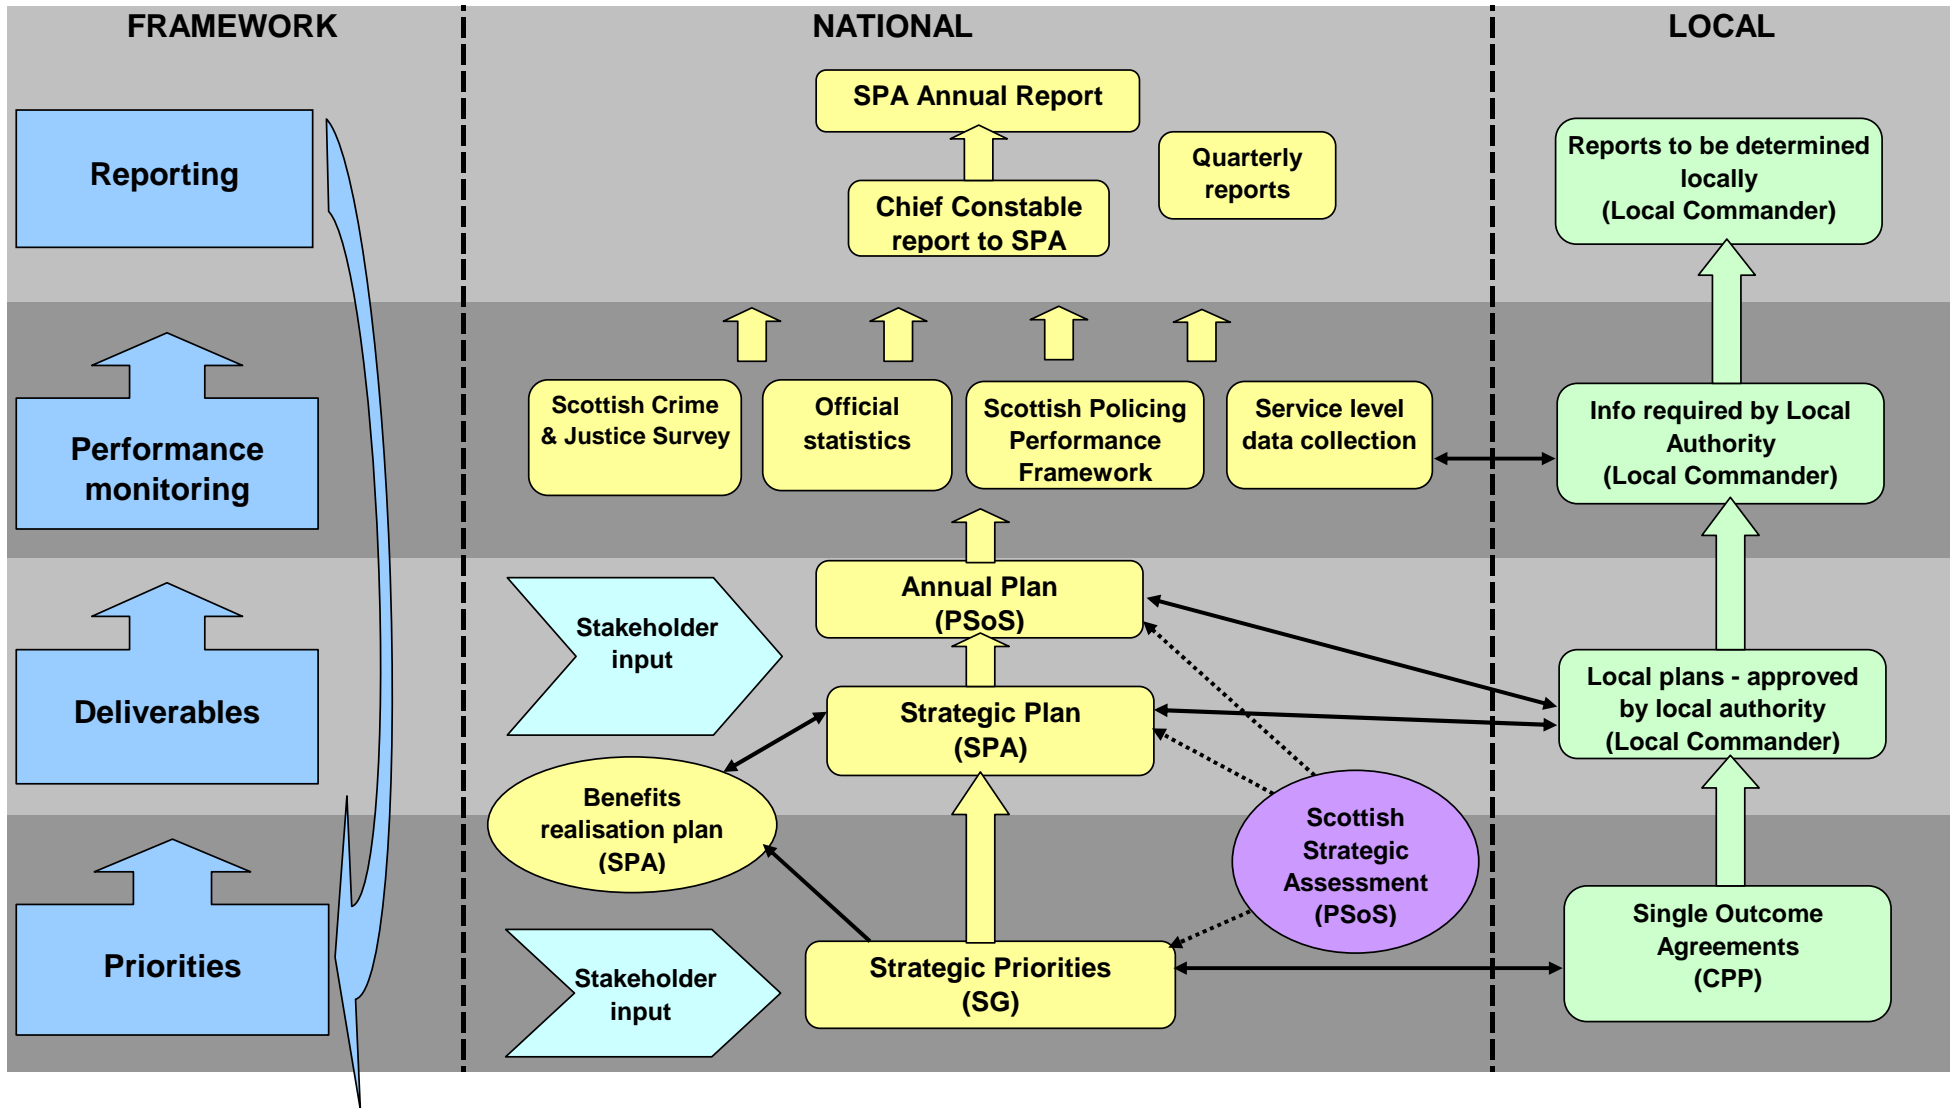 FRAMEWORK
NATIONAL
LOCAL
Reporting
SPA Annual Report
Chief Constable
report to SPA
Quarterly
reports
Reports to be determined
locally
(Local Commander)
Performance
monitoring
Scottish Crime
& Justice Survey
Official
statistics
Scottish Policing
Performance
Framework
Service level
data collection
Info required by Local
Authority
(Local Commander)
Deliverables
Stakeholder
input
Annual Plan
(PSoS)
Strategic Plan
(SPA)
Local plans - approved
by local authority
(Local Commander)
Benefits
realisation plan
(SPA)
Scottish
Strategic
Assessment
(PSoS)
Priorities
Stakeholder
input
Strategic Priorities
(SG)
Single Outcome
Agreements
(CPP)